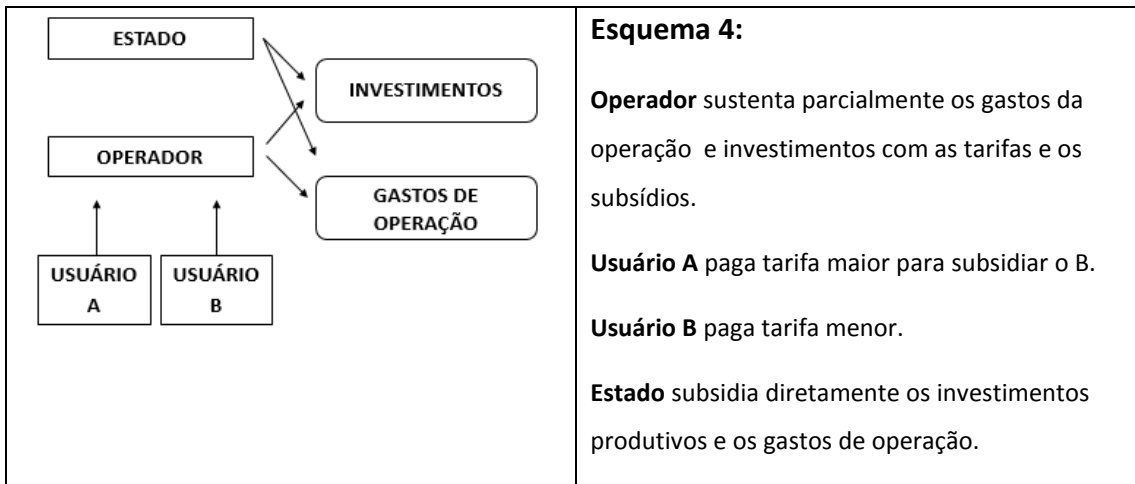 ESTADO
INVESTIMENTOS
OPERADOR
GASTOS DE
OPERAÇÃO
USUÁRIO
A
USUÁRIO
B
Esquema 4:
Operador sustenta parcialmente os gastos da
operação e investimentos com as tarifas e os
subsídios.
Usuário A paga tarifa maior para subsidiar o B.
Usuário B paga tarifa menor.
Estado subsidia diretamente os investimentos
produtivos e os gastos de operação.